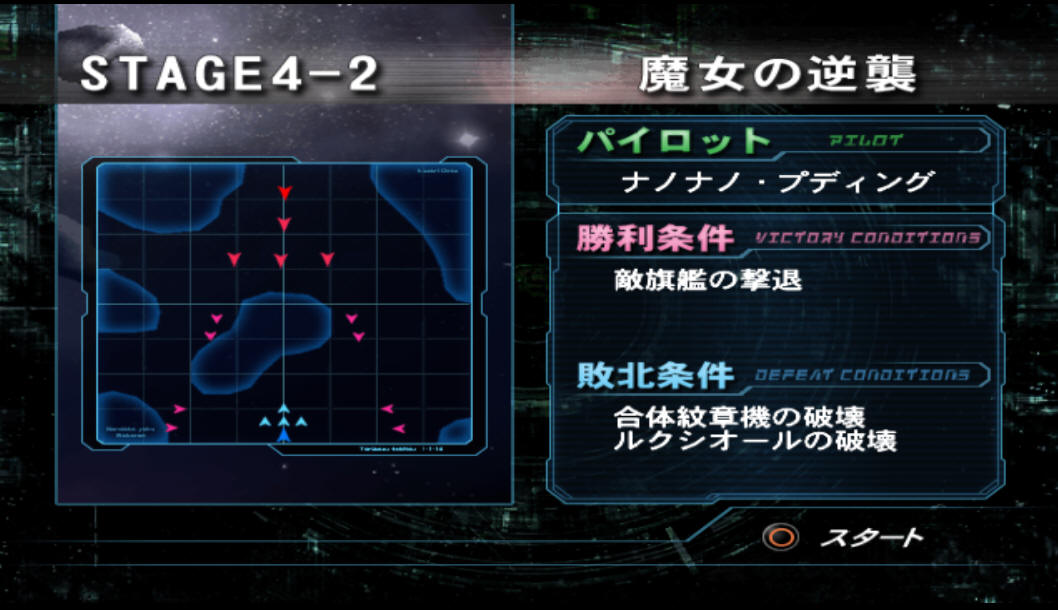 STAGE4-2
魔女の逆襲
パイロット PILOT
ナノナノ・プディング
勝利条件 VICTORY CONDITIONS
敵旗艦の撃退
敗北条件 DEFEAT CONDITIONS
合体紋章機の破壊
ルクシオールの破壊
スタート